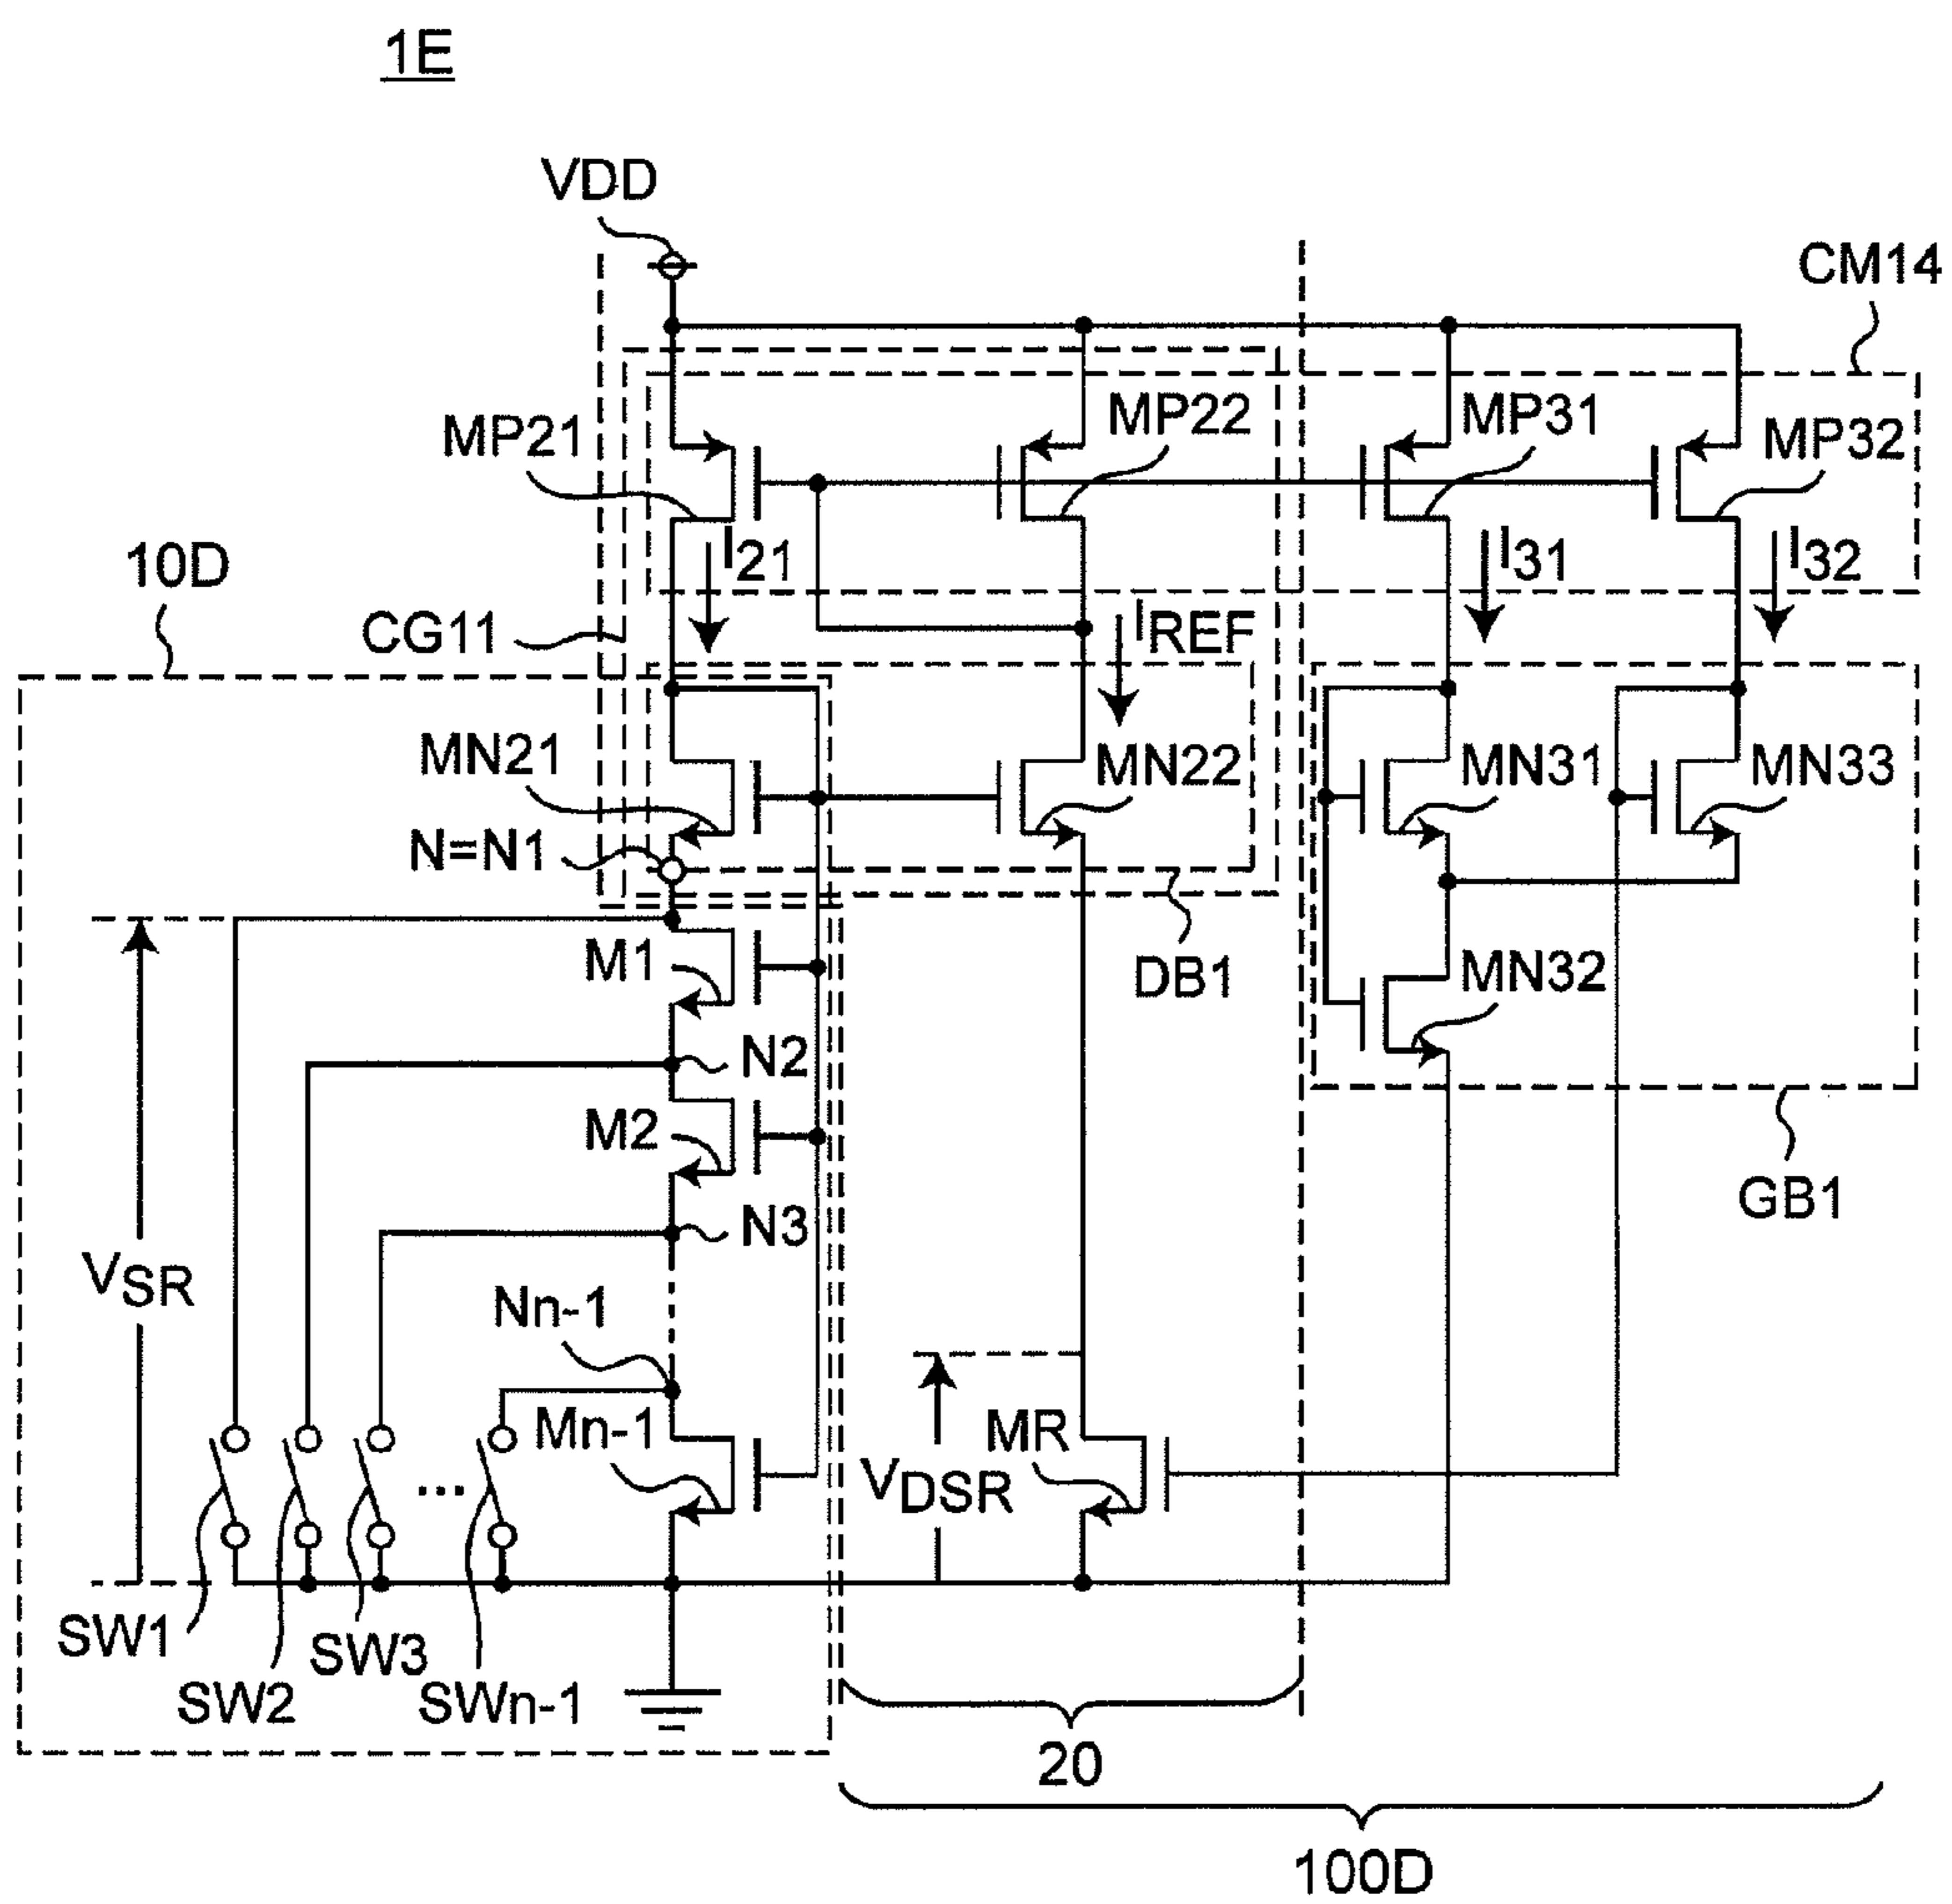 1E
VDD
CM14
MP21
MP22
MP31
MP32
10D
I21
I31
I32
CG11
IREF
MN21
MN22
MN31
MN33
N=N1
M1
DB1
MN32
N2
M2
GB1
N3
VSR
Nn-1
Mn-1
MR
VDSR
...
SW1
SW3
SW2
SWn-1
20
100D